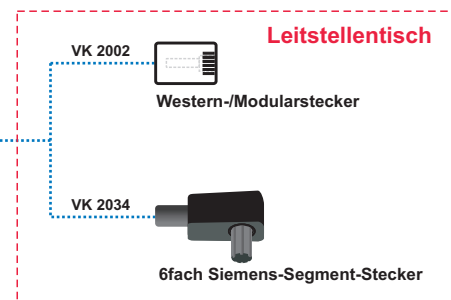 Leitstellentisch
VK 2002
Western-/Modularstecker
VK 2034
6fach Siemens-Segment-Stecker